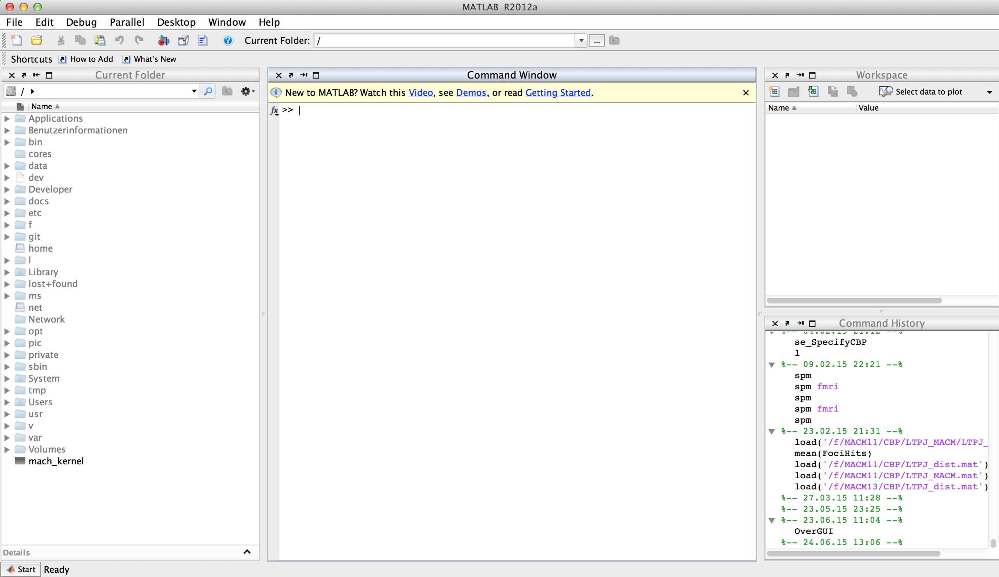 MATLAB R2012a
File Edit Debug Parallel Desktop Window Help
Current Folder: / ...
Shortcuts How to Add What's New
Current Folder
/
Name
Applications
Benutzerinformationen
bin
cores
data
dev
Developer
docs
etc
f
git
home
l
Library
lost+found
ms
net
Network
opt
pic
private
sbin
System
tmp
Users
usr
v
var
Volumes
mach_kernel
Details
Start Ready
Command Window
New to MATLAB? Watch this Video, see Demos, or read Getting Started.
fx >>
Workspace
Select data to plot
Name Value
Command History
%-- 04.02.15 21:12 --%
se_SpecifyCBP
l
%-- 09.02.15 22:21 --%
spm
spm fmri
spm
spm fmri
spm
%-- 23.02.15 21:31 --%
load('/f/MACM11/CBP/LTPJ_MACM/LTPJ_
mean(FociHits)
load('/f/MACM11/CBP/LTPJ_dist.mat')
load('/f/MACM11/CBP/LTPJ_MACM.mat')
load('/f/MACM13/CBP/LTPJ_dist.mat')
%-- 27.03.15 11:28 --%
%-- 23.05.15 23:25 --%
%-- 23.06.15 11:04 --%
OverGUI
%-- 24.06.15 13:06 --%